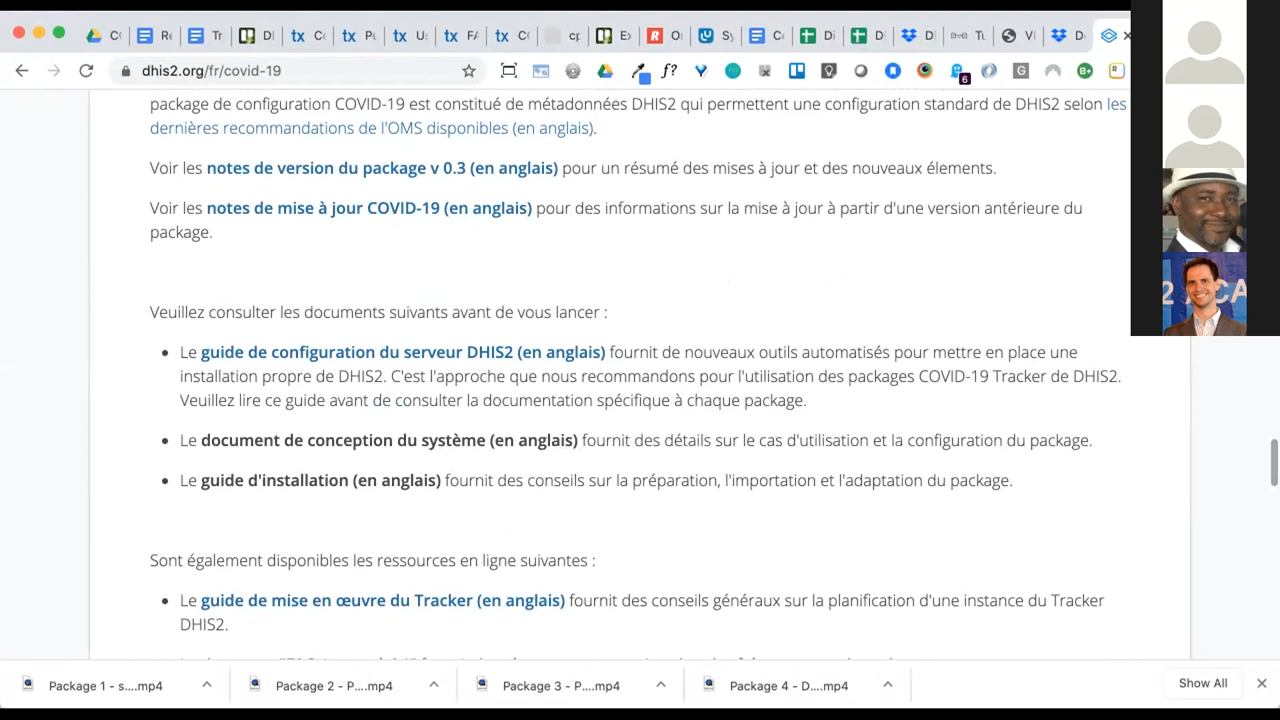 C(
R(
Tr
D
C(
P(
U:
FA
C(
cp
E>
O
Sy
C(
Di
D
D
Tu
VI
D
dhis2.org/fr/covid-19
ƒ?
6
G
B+
package de configuration COVID-19 est constitué de métadonnées DHIS2 qui permettent une configuration standard de DHIS2 selon les
dernières recommandations de l'OMS disponibles (en anglais).
Voir les notes de version du package v 0.3 (en anglais) pour un résumé des mises à jour et des nouveaux élements.
Voir les notes de mise à jour COVID-19 (en anglais) pour des informations sur la mise à jour à partir d'une version antérieure du
package.
Veuillez consulter les documents suivants avant de vous lancer :
• Le guide de configuration du serveur DHIS2 (en anglais) fournit de nouveaux outils automatisés pour mettre en place une
installation propre de DHIS2. C'est l'approche que nous recommandons pour l'utilisation des packages COVID-19 Tracker de DHIS2.
Veuillez lire ce guide avant de consulter la documentation spécifique à chaque package.
• Le document de conception du système (en anglais) fournit des détails sur le cas d'utilisation et la configuration du package.
• Le guide d'installation (en anglais) fournit des conseils sur la préparation, l'importation et l'adaptation du package.
Sont également disponibles les ressources en ligne suivantes :
• Le guide de mise en œuvre du Tracker (en anglais) fournit des conseils généraux sur la planification d'une instance du Tracker
DHIS2.
Package 1 - s....mp4
Package 2 - P....mp4
Package 3 - P....mp4
Package 4 - D....mp4
Show All